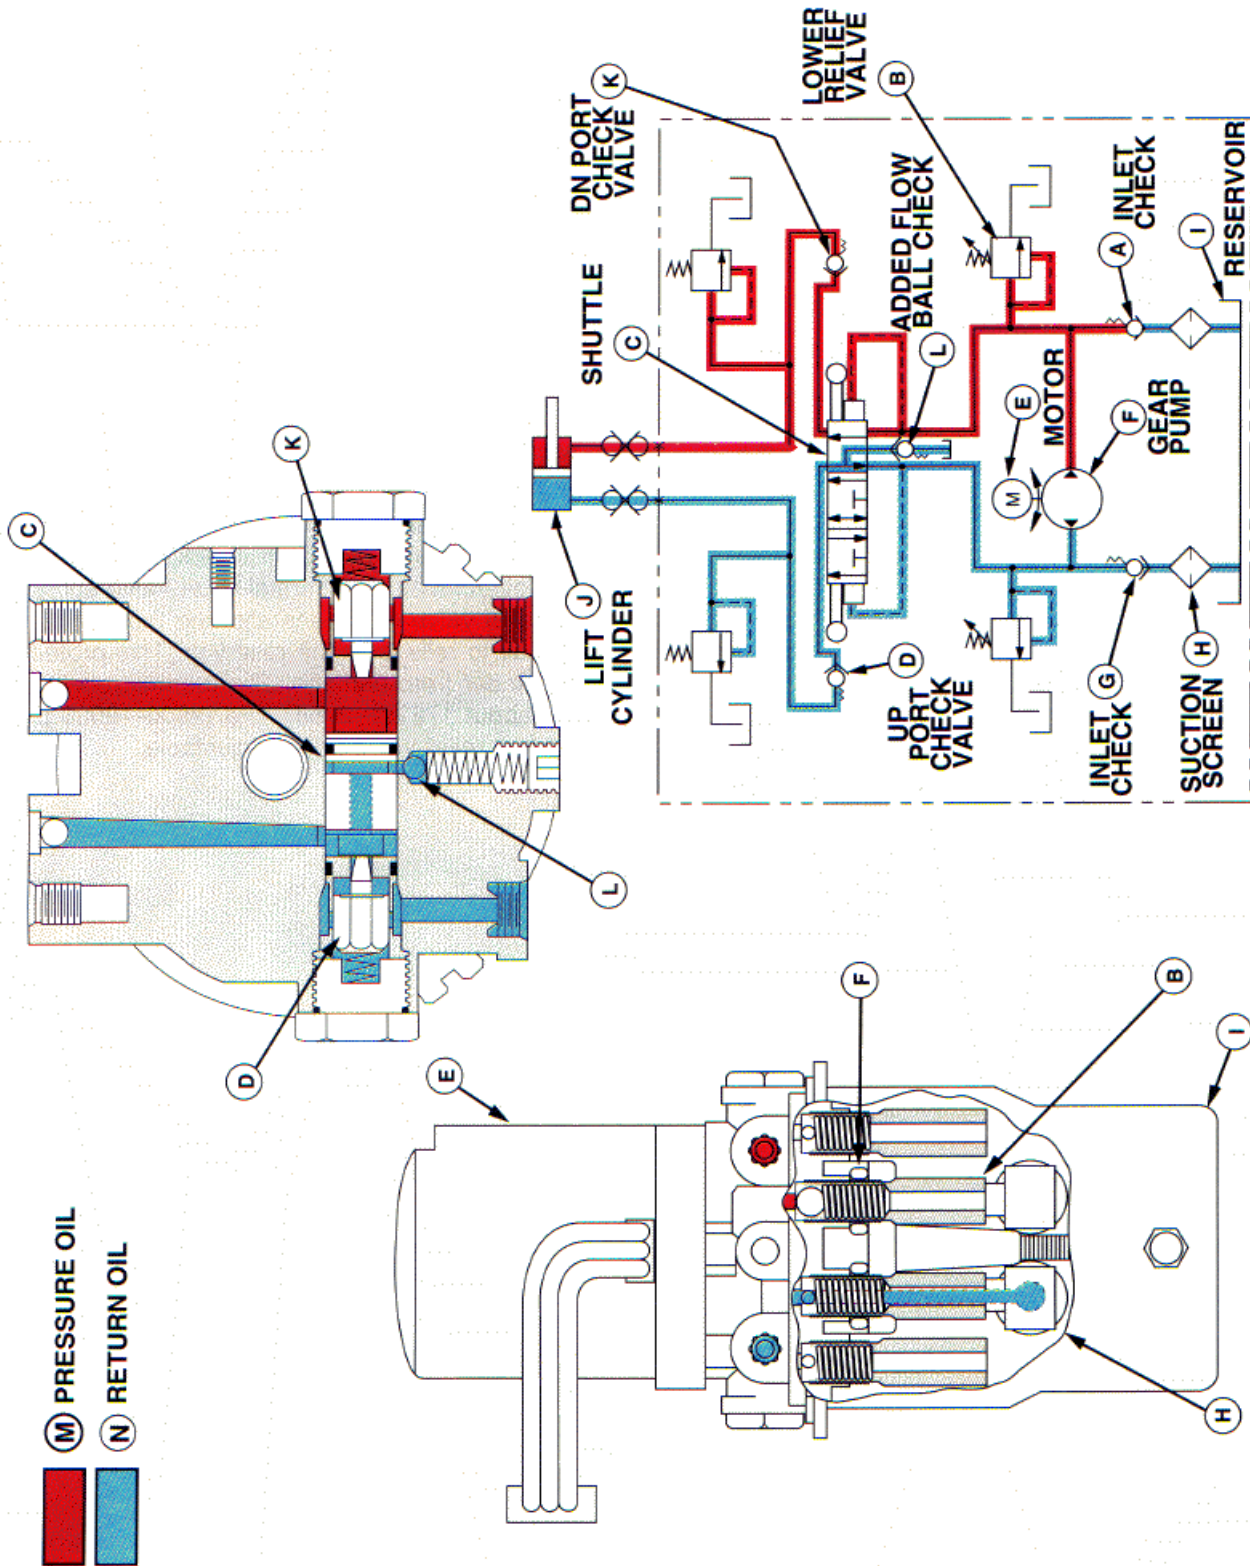 M PRESSURE OIL
N RETURN OIL
E
F
B
I
H
C
K
D
L
J LIFT
CYLINDER
SHUTTLE
C
DN PORT
CHECK
VALVE
K
LOWER
RELIEF
VALVE
B
ADDED FLOW
BALL CHECK
L
UP
PORT
CHECK
VALVE
D
E
M
MOTOR
F
GEAR
PUMP
A
INLET
CHECK
I
RESERVOIR
G
INLET
CHECK
H
SUCTION
SCREEN